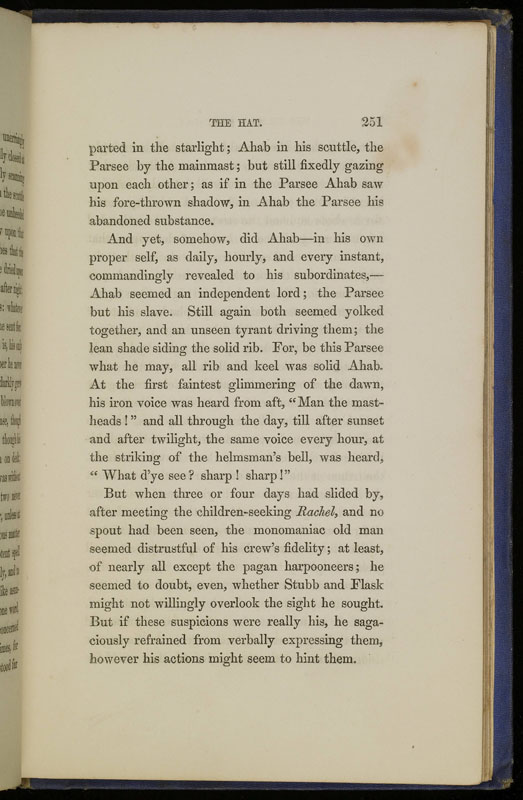 THE HAT. 251
parted in the starlight; Ahab in his scuttle, the
Parsee by the mainmast; but still fixedly gazing
upon each other; as if in the Parsee Ahab saw
his fore-thrown shadow, in Ahab the Parsee his
abandoned substance.
And yet, somehow, did Ahab—in his own
proper self, as daily, hourly, and every instant,
commandingly revealed to his subordinates,—
Ahab seemed an independent lord; the Parsee
but his slave. Still again both seemed yolked
together, and an unseen tyrant driving them; the
lean shade siding the solid rib. For, be this Parsee
what he may, all rib and keel was solid Ahab.
At the first faintest glimmering of the dawn,
his iron voice was heard from aft, "Man the mast-
heads!" and all through the day, till after sunset
and after twilight, the same voice every hour, at
the striking of the helmsman's bell, was heard,
"What d'ye see? sharp! sharp!"
But when three or four days had slided by,
after meeting the children-seeking Rachel, and no
spout had been seen, the monomaniac old man
seemed distrustful of his crew's fidelity; at least,
of nearly all except the pagan harpooneers; he
seemed to doubt, even, whether Stubb and Flask
might not willingly overlook the sight he sought.
But if these suspicions were really his, he saga-
ciously refrained from verbally expressing them,
however his actions might seem to hint them.